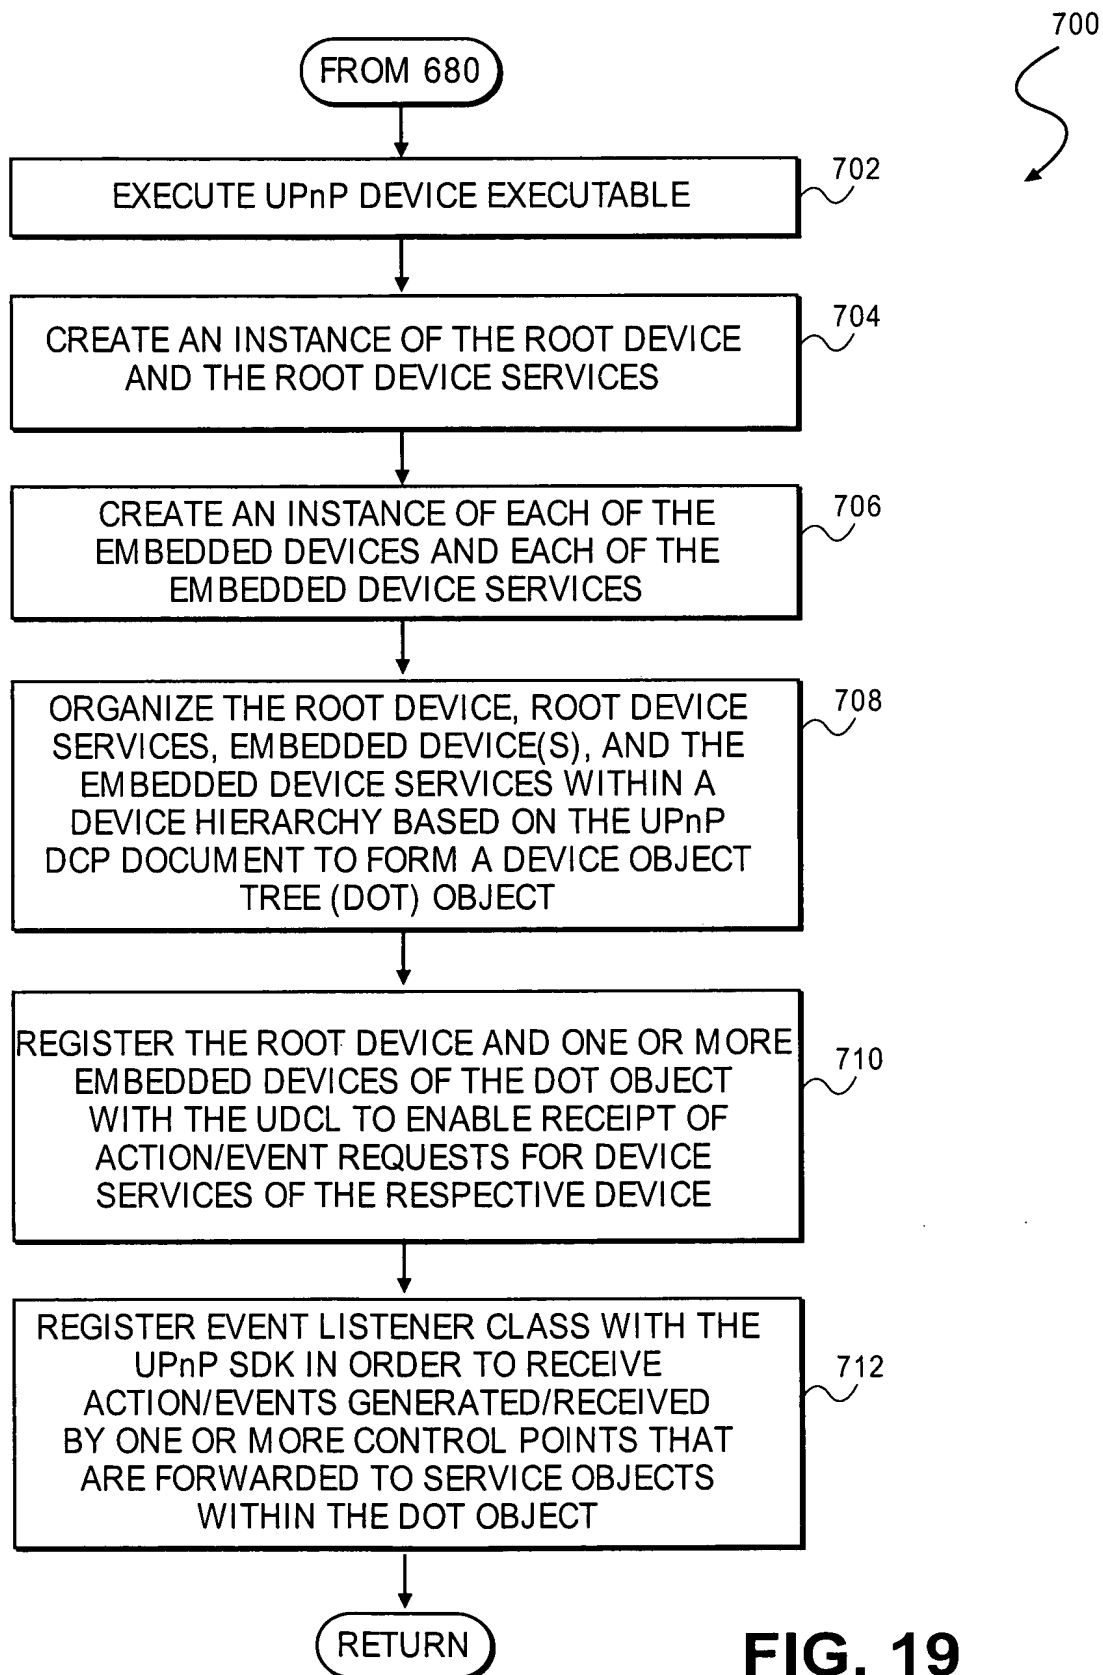 700
FROM 680
EXECUTE UPnP DEVICE EXECUTABLE
702
CREATE AN INSTANCE OF THE ROOT DEVICE
AND THE ROOT DEVICE SERVICES
704
CREATE AN INSTANCE OF EACH OF THE
EMBEDDED DEVICES AND EACH OF THE
EMBEDDED DEVICE SERVICES
706
ORGANIZE THE ROOT DEVICE, ROOT DEVICE
SERVICES, EMBEDDED DEVICE(S), AND THE
EMBEDDED DEVICE SERVICES WITHIN A
DEVICE HIERARCHY BASED ON THE UPnP
DCP DOCUMENT TO FORM A DEVICE OBJECT
TREE (DOT) OBJECT
708
REGISTER THE ROOT DEVICE AND ONE OR MORE
EMBEDDED DEVICES OF THE DOT OBJECT
WITH THE UDCL TO ENABLE RECEIPT OF
ACTION/EVENT REQUESTS FOR DEVICE
SERVICES OF THE RESPECTIVE DEVICE
710
REGISTER EVENT LISTENER CLASS WITH THE
UPnP SDK IN ORDER TO RECEIVE
ACTION/EVENTS GENERATED/RECEIVED
BY ONE OR MORE CONTROL POINTS THAT
ARE FORWARDED TO SERVICE OBJECTS
WITHIN THE DOT OBJECT
712
RETURN
FIG. 19